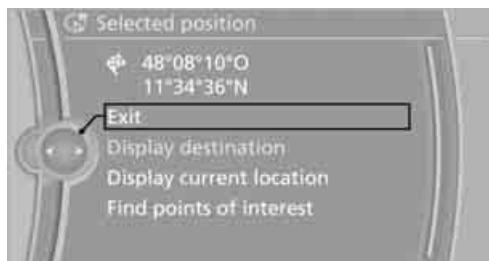 Selected position
48°08'10"O
11°34'36"N
Exit
Display destination
Display current location
Find points of interest